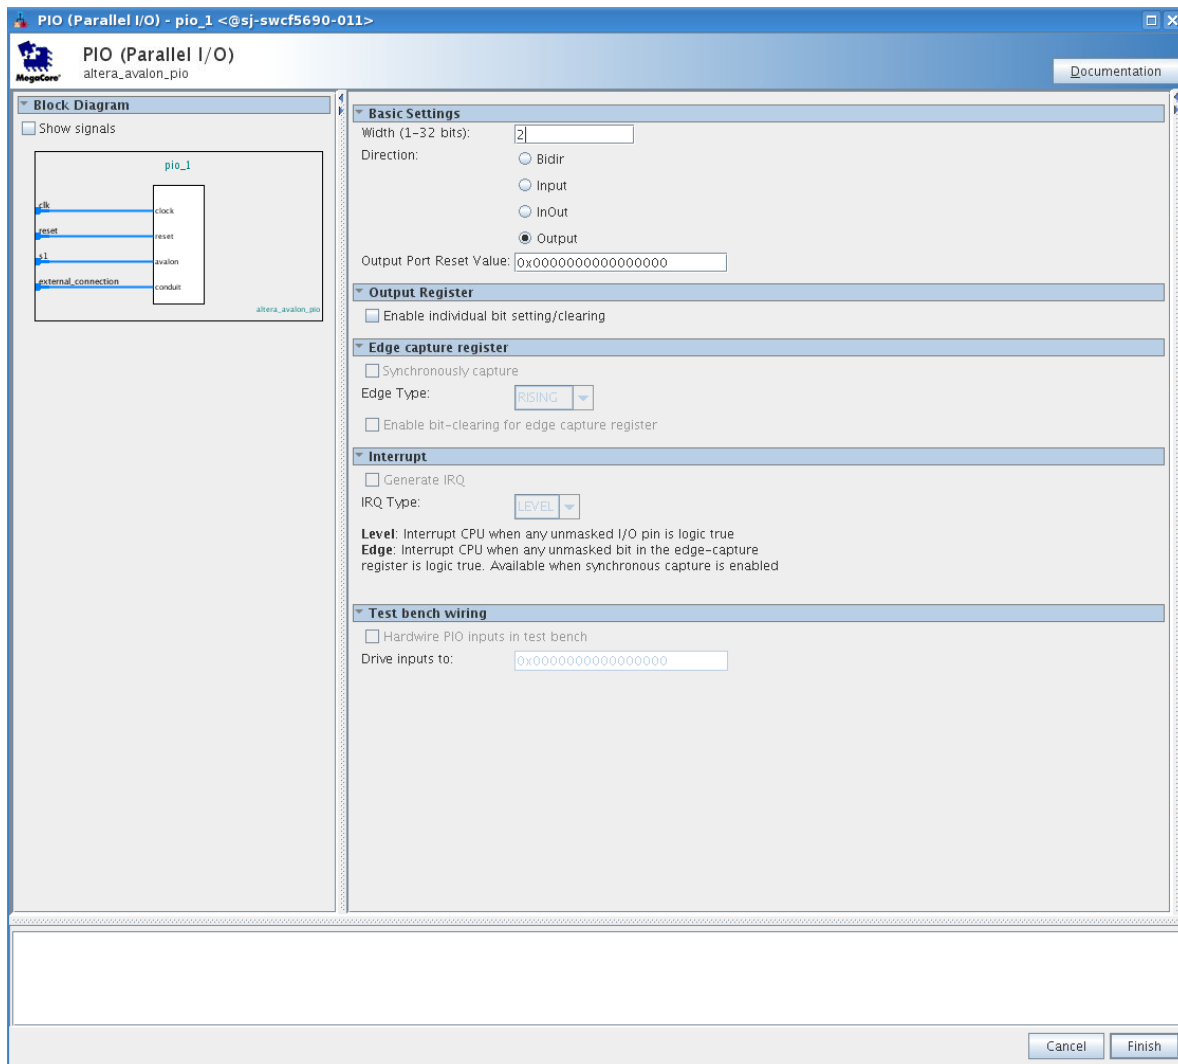 PIO (Parallel I/O) - pio_1 <@sj-swcf5690-011>
MegaCore'
PIO (Parallel I/O)
altera_avalon_pio
Documentation
Block Diagram
Show signals
pio_1
clk
clock
reset
reset
s1
avalon
external_connection
conduit
altera_avalon_pio
Basic Settings
Width (1-32 bits): 2
Direction: Bidir
Input
InOut
Output
Output Port Reset Value: 0x0000000000000000
Output Register
Enable individual bit setting/clearing
Edge capture register
Synchronously capture
Edge Type: RISING
Enable bit-clearing for edge capture register
Interrupt
Generate IRQ
IRQ Type: LEVEL
Level: Interrupt CPU when any unmasked I/O pin is logic true
Edge: Interrupt CPU when any unmasked bit in the edge-capture
register is logic true. Available when synchronous capture is enabled
Test bench wiring
Hardwire PIO inputs in test bench
Drive inputs to: 0x0000000000000000
Cancel Finish